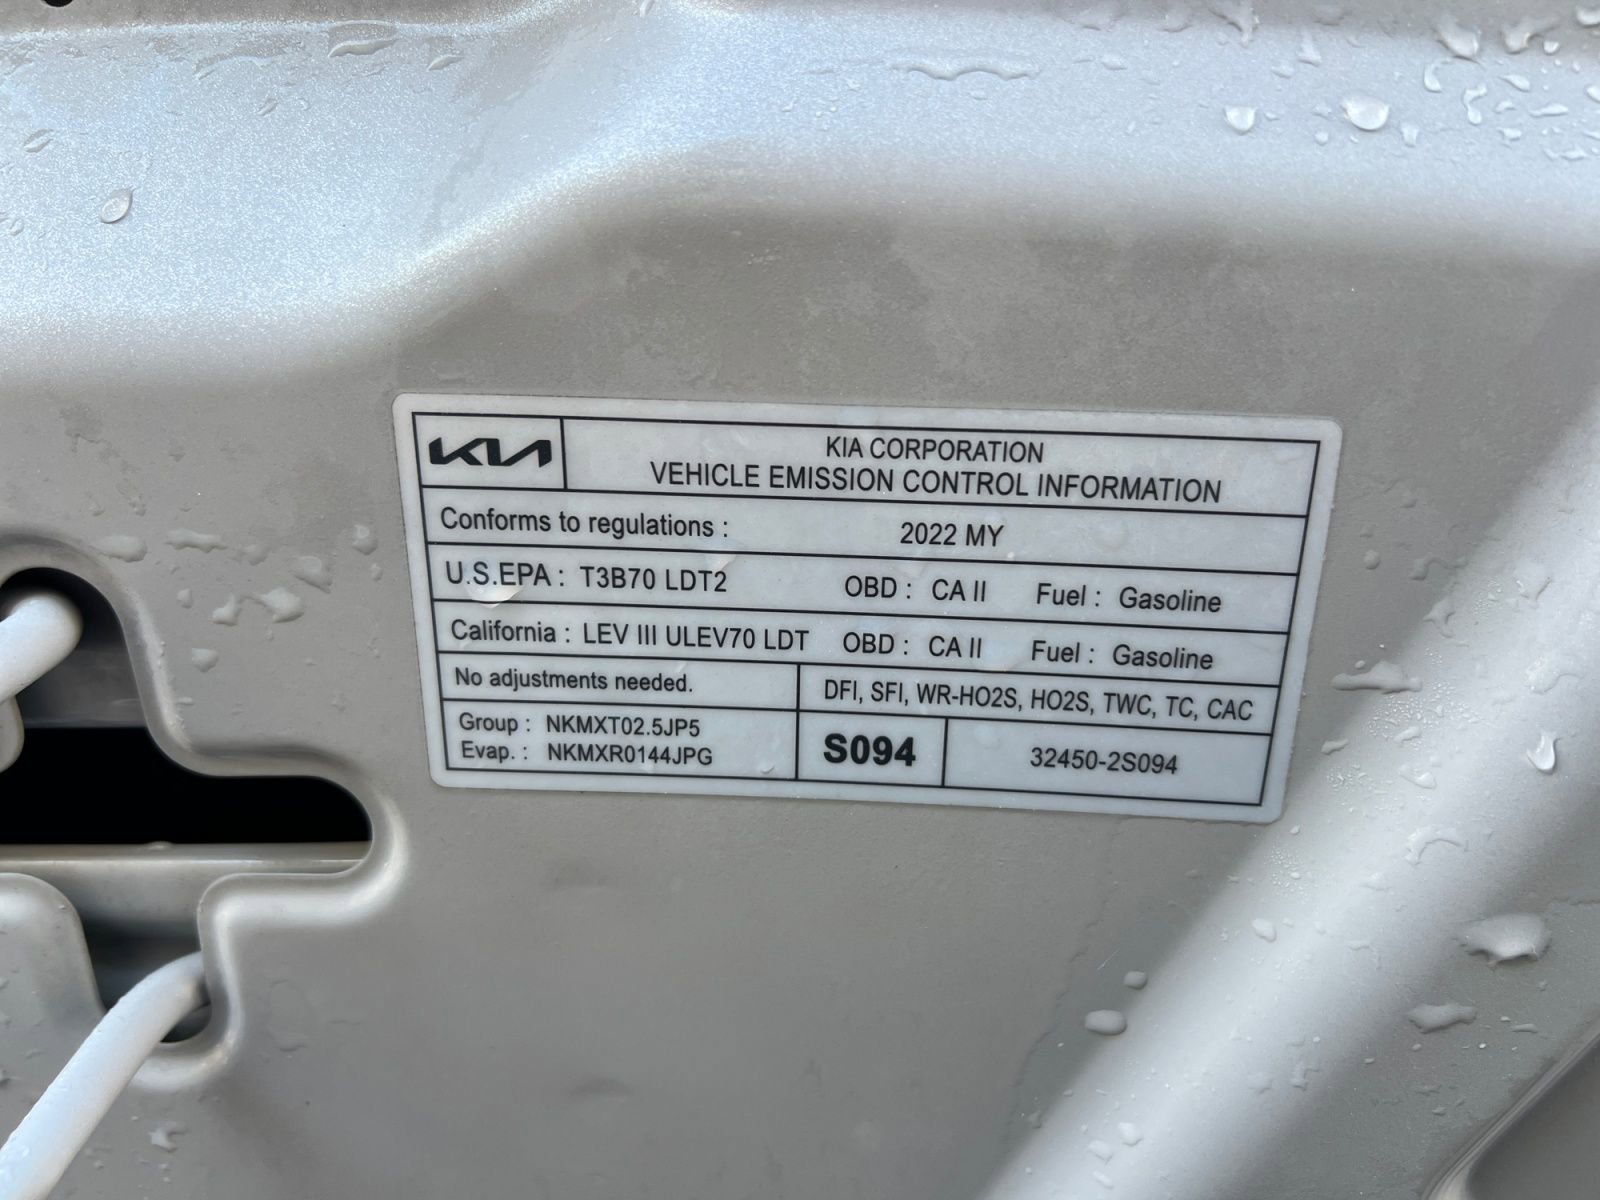 KIA
KIA CORPORATION
VEHICLE EMISSION CONTROL INFORMATION
Conforms to regulations : 2022 MY
U.S.EPA : T3B70 LDT2 OBD : CA II Fuel : Gasoline
California : LEV III ULEV70 LDT OBD : CA II Fuel : Gasoline
No adjustments needed. DFI, SFI, WR-HO2S, HO2S, TWC, TC, CAC
Group : NKMXT02.5JP5
Evap. : NKMXR0144JPG
S094
32450-2S094